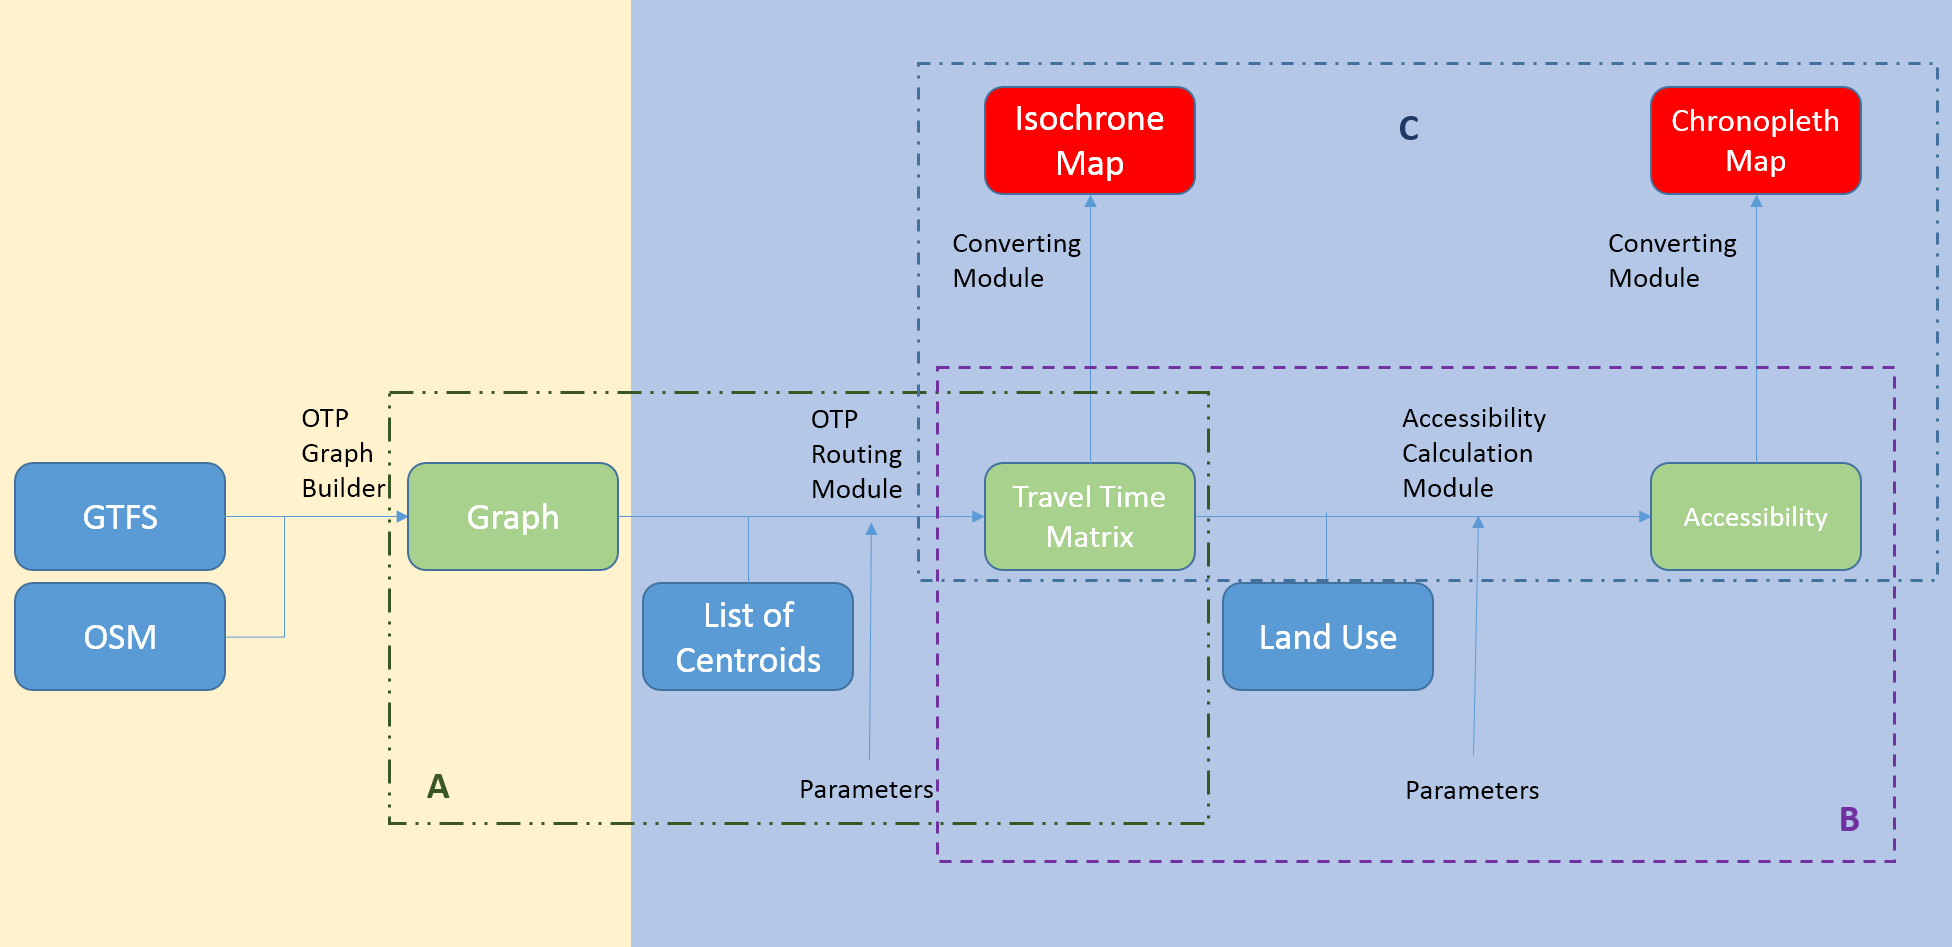 Isochrone
Map
C
Chronopleth
Map
Converting
Module
Converting
Module
OTP
Graph
Builder
OTP
Routing
Module
Accessibility
Calculation
Module
GTFS
Graph
Travel Time
Matrix
Accessibility
OSM
List of
Centroids
Land Use
A
Parameters
Parameters
B